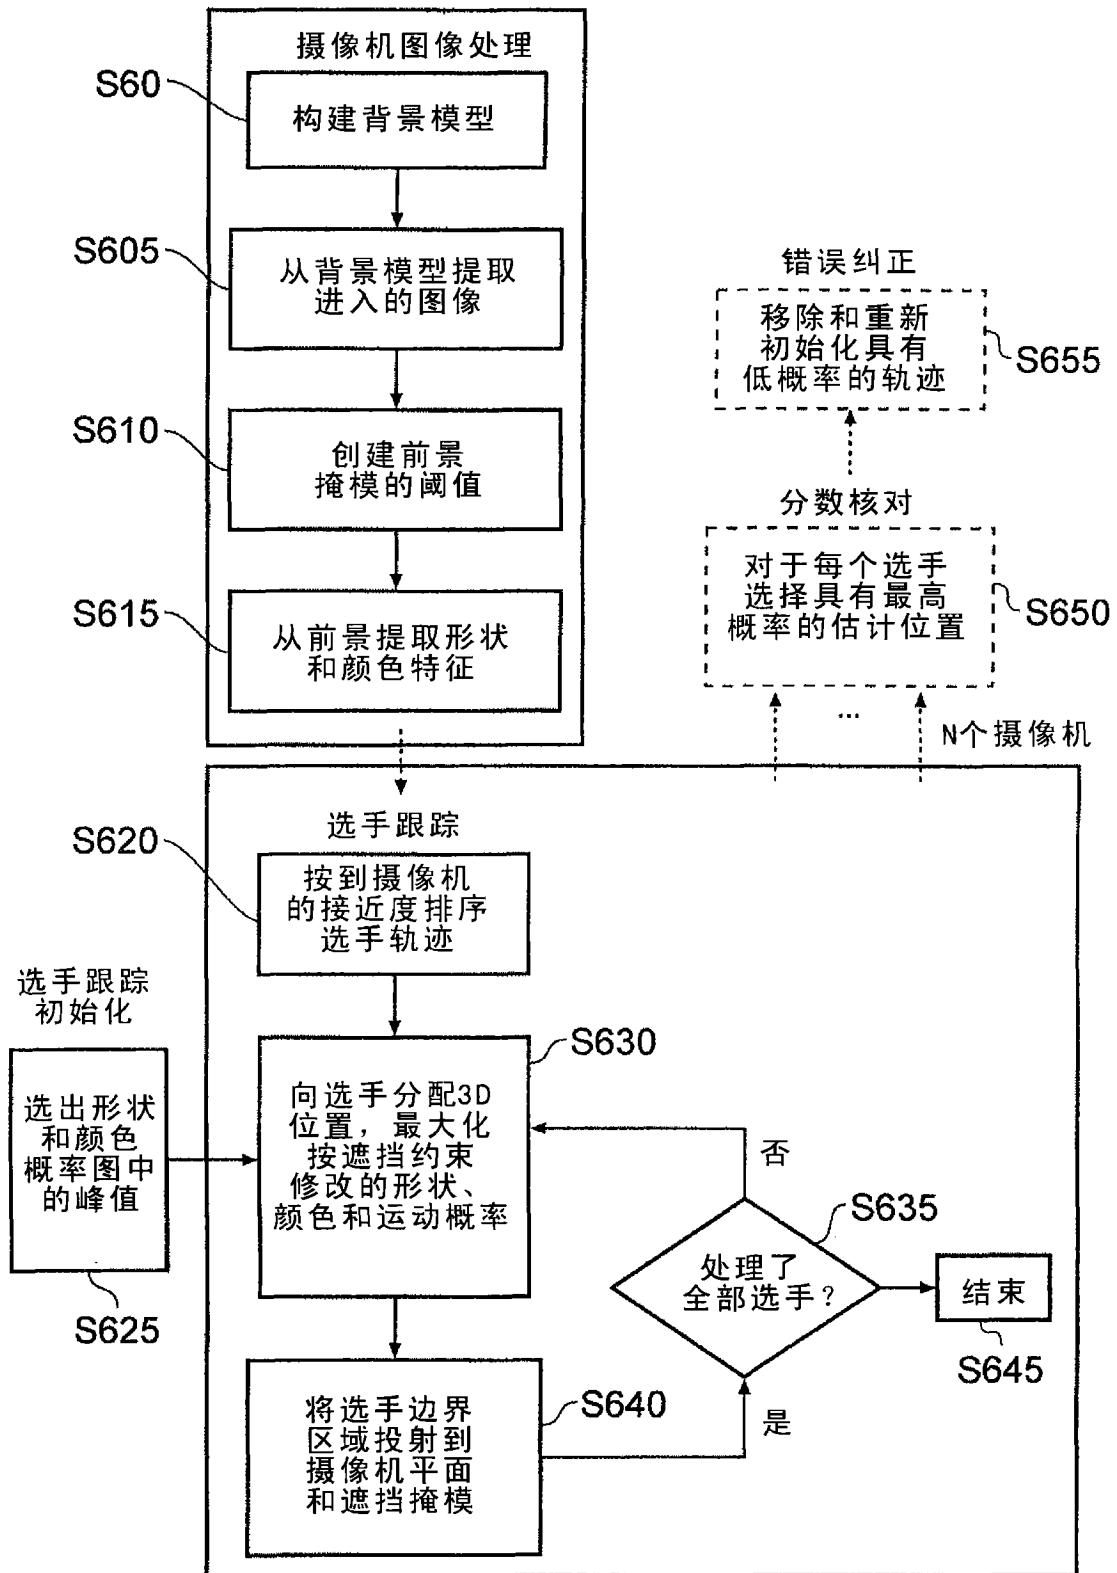 摄像机图像处理
S60
构建背景模型
S605
从背景模型提取
进入的图像
S610
创建前景
掩模的阈值
S615
从前景提取形状
和颜色特征
错误纠正
移除和重新
初始化具有
低概率的轨迹
S655
分数核对
对于每个选手
选择具有最高
概率的估计位置
S650
...
N个摄像机
选手跟踪
S620
按到摄像机
的接近度排序
选手轨迹
选手跟踪
初始化
选出形状
和颜色
概率图中
的峰值
S625
S630
向选手分配3D
位置，最大化
按遮挡约束
修改的形状、
颜色和运动概率
否
S635
处理了
全部选手？
结束
S645
S640
将选手边界
区域投射到
摄像机平面
和遮挡掩模
是